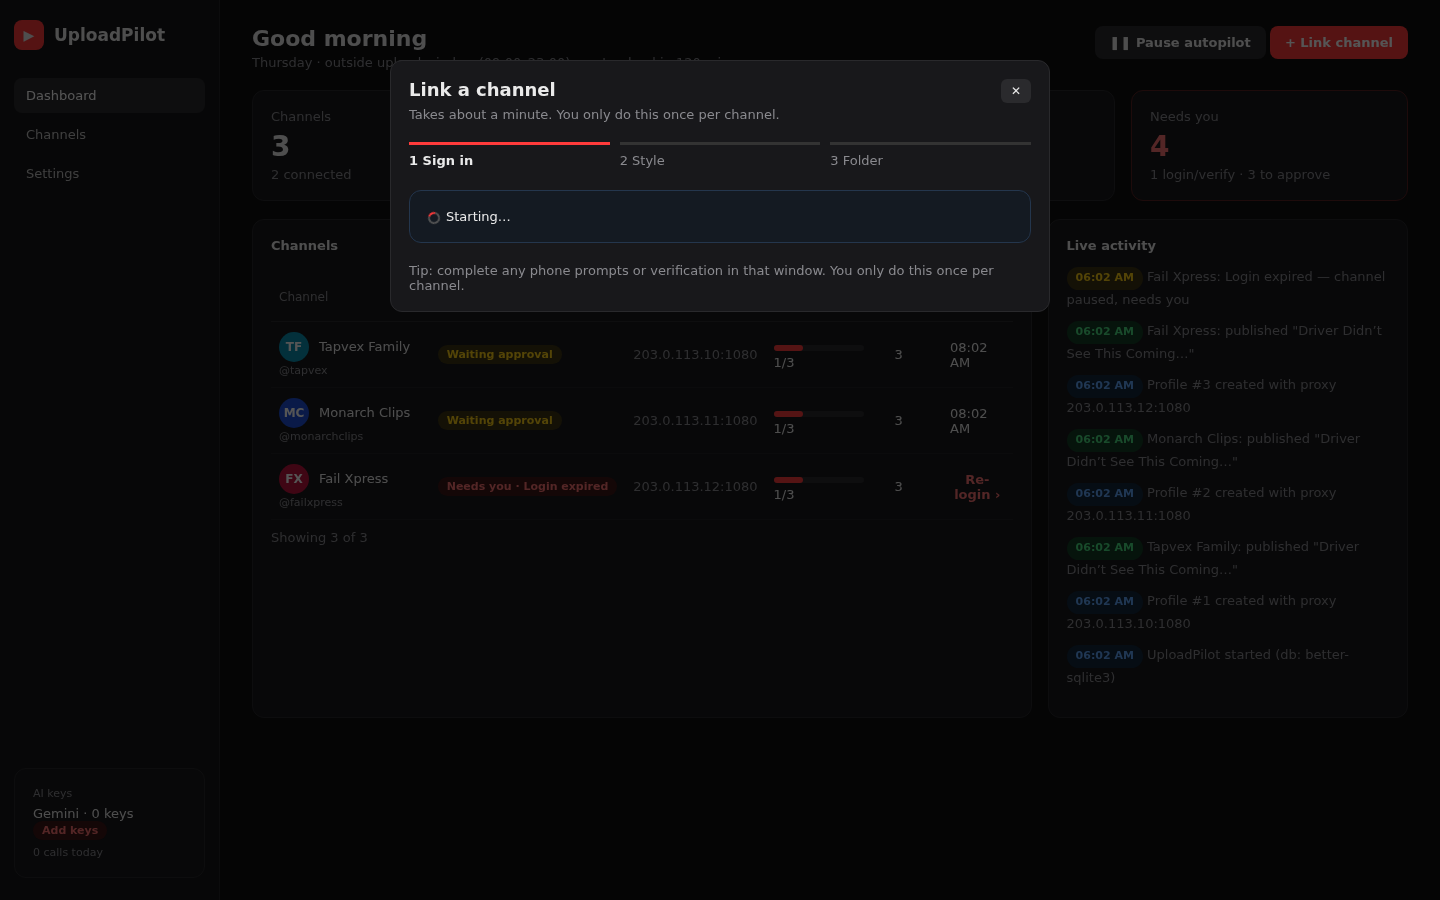 ▶ UploadPilot
Dashboard
Channels
Settings
AI keys
Gemini · 0 keys
Add keys
0 calls today
Good morning
❚❚ Pause autopilot
+ Link channel
Thursday · outside
Channels
3
2 connected
Needs you
4
1 login/verify · 3 to approve
Link a channel
✕
Takes about a minute. You only do this once per channel.
1 Sign in
2 Style
3 Folder
Starting…
Tip: complete any phone prompts or verification in that window. You only do this once per
channel.
Channels
Channel
TF Tapvex Family
@tapvex
Waiting approval
203.0.113.10:1080
1/3
3
08:02
AM
MC Monarch Clips
@monarchclips
Waiting approval
203.0.113.11:1080
1/3
3
08:02
AM
FX Fail Xpress
@failxpress
Needs you · Login expired
203.0.113.12:1080
1/3
3
Re-
login ›
Showing 3 of 3
Live activity
06:02 AM Fail Xpress: Login expired — channel
paused, needs you
06:02 AM Fail Xpress: published "Driver Didn’t
See This Coming…"
06:02 AM Profile #3 created with proxy
203.0.113.12:1080
06:02 AM Monarch Clips: published "Driver
Didn’t See This Coming…"
06:02 AM Profile #2 created with proxy
203.0.113.11:1080
06:02 AM Tapvex Family: published "Driver
Didn’t See This Coming…"
06:02 AM Profile #1 created with proxy
203.0.113.10:1080
06:02 AM UploadPilot started (db: better-
sqlite3)